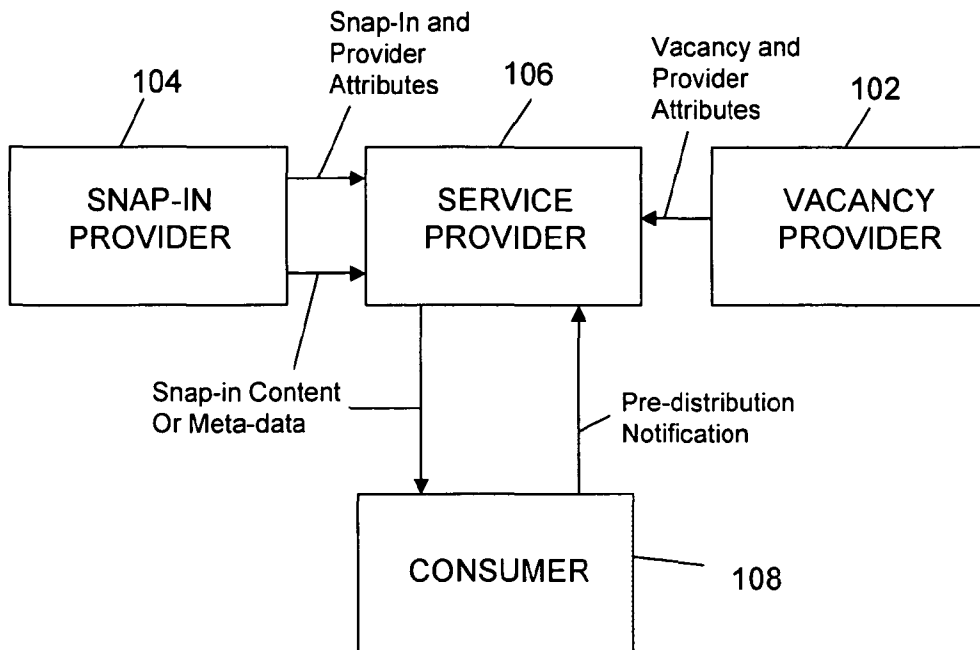 Snap-In and
Provider
Attributes
Vacancy and
Provider
Attributes
104
106
102
SNAP-IN
PROVIDER
SERVICE
PROVIDER
VACANCY
PROVIDER
Snap-in Content
Or Meta-data
Pre-distribution
Notification
CONSUMER
108